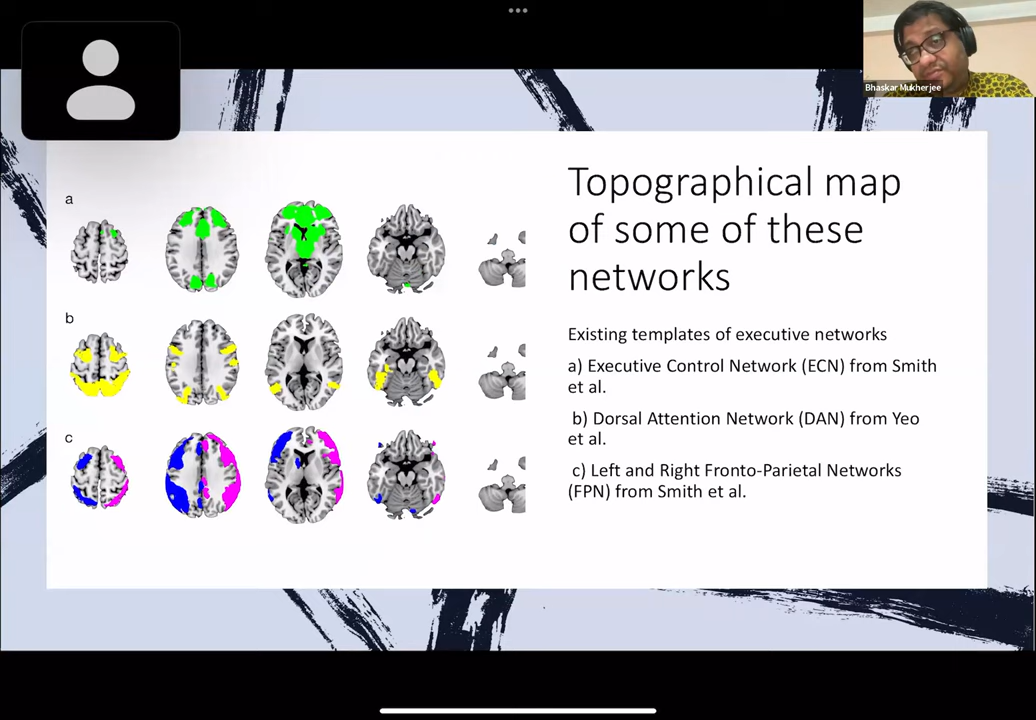 Bhaskar Mukherjee
a
b
c
Topographical map
of some of these
networks
Existing templates of executive networks
a) Executive Control Network (ECN) from Smith
et al.
b) Dorsal Attention Network (DAN) from Yeo
et al.
c) Left and Right Fronto-Parietal Networks
(FPN) from Smith et al.